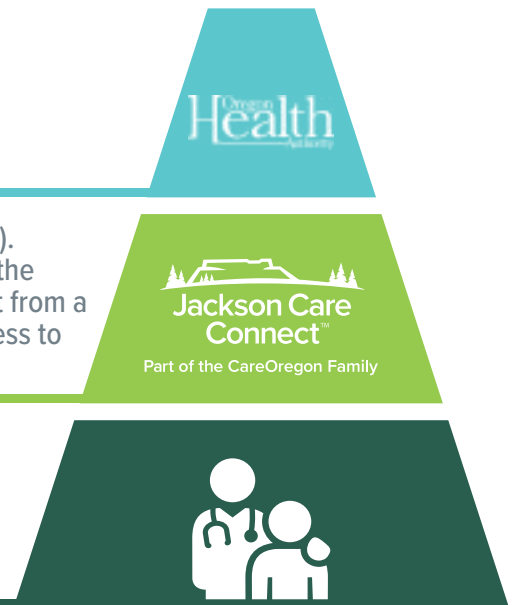 Oregon
Health
Authority
).
the
t from a
ess to
Jackson Care
Connect™
Part of the CareOregon Family